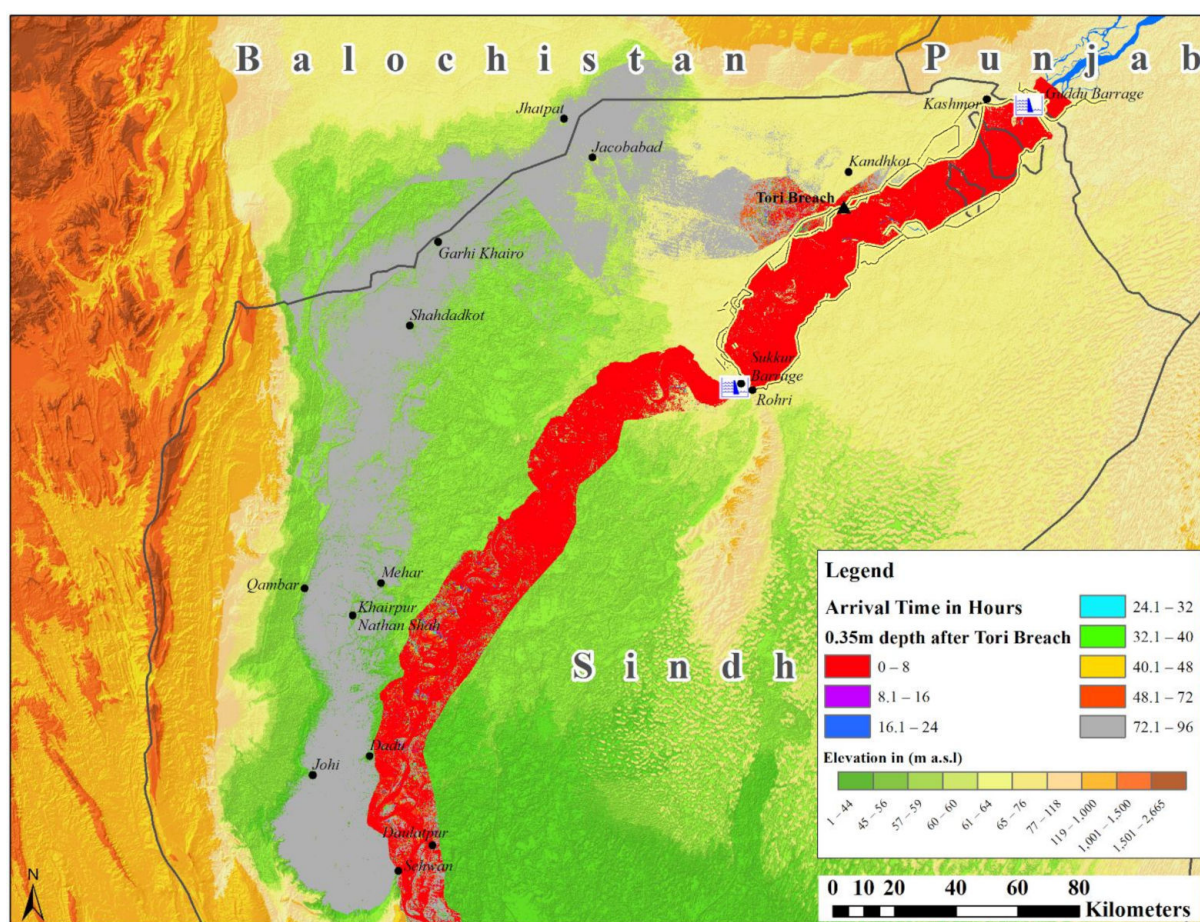 Balochistan
Punjab
Guddu Barrage
Kashmor
Jhatpat
Jacobabad
Kandhkot
Tori Breach
Garhi Khairo
Shahdadkot
Sukkur
Barrage
Rohri
Qambar
Mehar
Khairpur
Nathan Shah
Sindh
Dadu
Johi
Daulatpur
Sehwan
N
Legend
Arrival Time in Hours
0.35m depth after Tori Breach
0 – 8
8.1 – 16
16.1 – 24
24.1 – 32
32.1 – 40
40.1 – 48
48.1 – 72
72.1 – 96
Elevation in (m a.s.l)
1–44
45–56
57–59
60–60
61–64
65–76
77–118
119–1,000
1,001–1,500
1,501–2,665
0 10 20 40 60 80
Kilometers